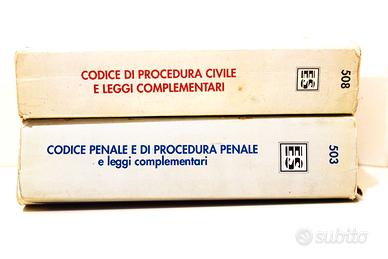 CODICE DI PROCEDURA CIVILE
E LEGGI COMPLEMENTARI
508
CODICE PENALE E DI PROCEDURA PENALE
e leggi complementari
503
subito